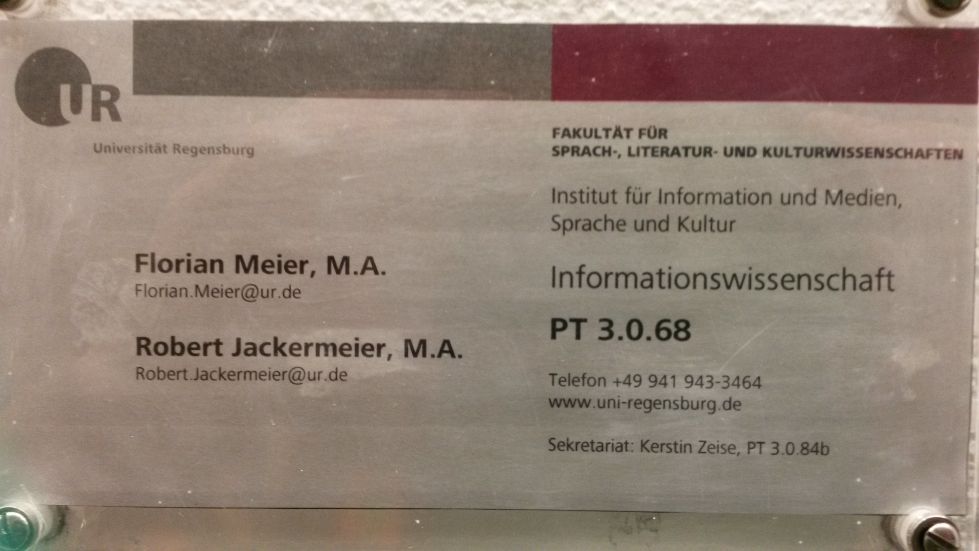 UR
Universität Regensburg
Florian Meier, M.A.
Florian.Meier@ur.de
Robert Jackermeier, M.A.
Robert.Jackermeier@ur.de
FAKULTÄT FÜR
SPRACH-, LITERATUR- UND KULTURWISSENSCHAFTEN
Institut für Information und Medien,
Sprache und Kultur
Informationswissenschaft
PT 3.0.68
Telefon +49 941 943-3464
www.uni-regensburg.de
Sekretariat: Kerstin Zeise, PT 3.0.84b